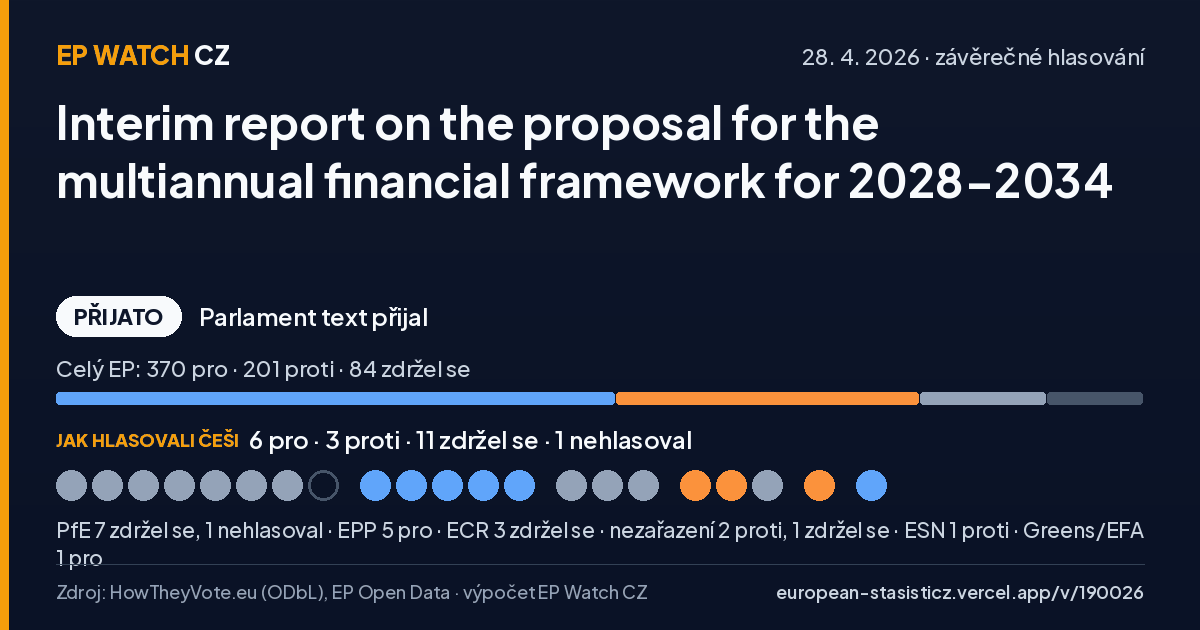 EP WATCH CZ
28. 4. 2026 · závěrečné hlasování
Interim report on the proposal for the
multiannual financial framework for 2028–2034
PŘIJATO Parlament text přijal
Celý EP: 370 pro · 201 proti · 84 zdržel se
JAK HLASOVALI ČEŠI 6 pro · 3 proti · 11 zdržel se · 1 nehlasoval
PfE 7 zdržel se, 1 nehlasoval · EPP 5 pro · ECR 3 zdržel se · nezařazení 2 proti, 1 zdržel se · ESN 1 proti · Greens/EFA
1 pro
Zdroj: HowTheyVote.eu (ODbL), EP Open Data · výpočet EP Watch CZ
european-stasisticz.vercel.app/v/190026